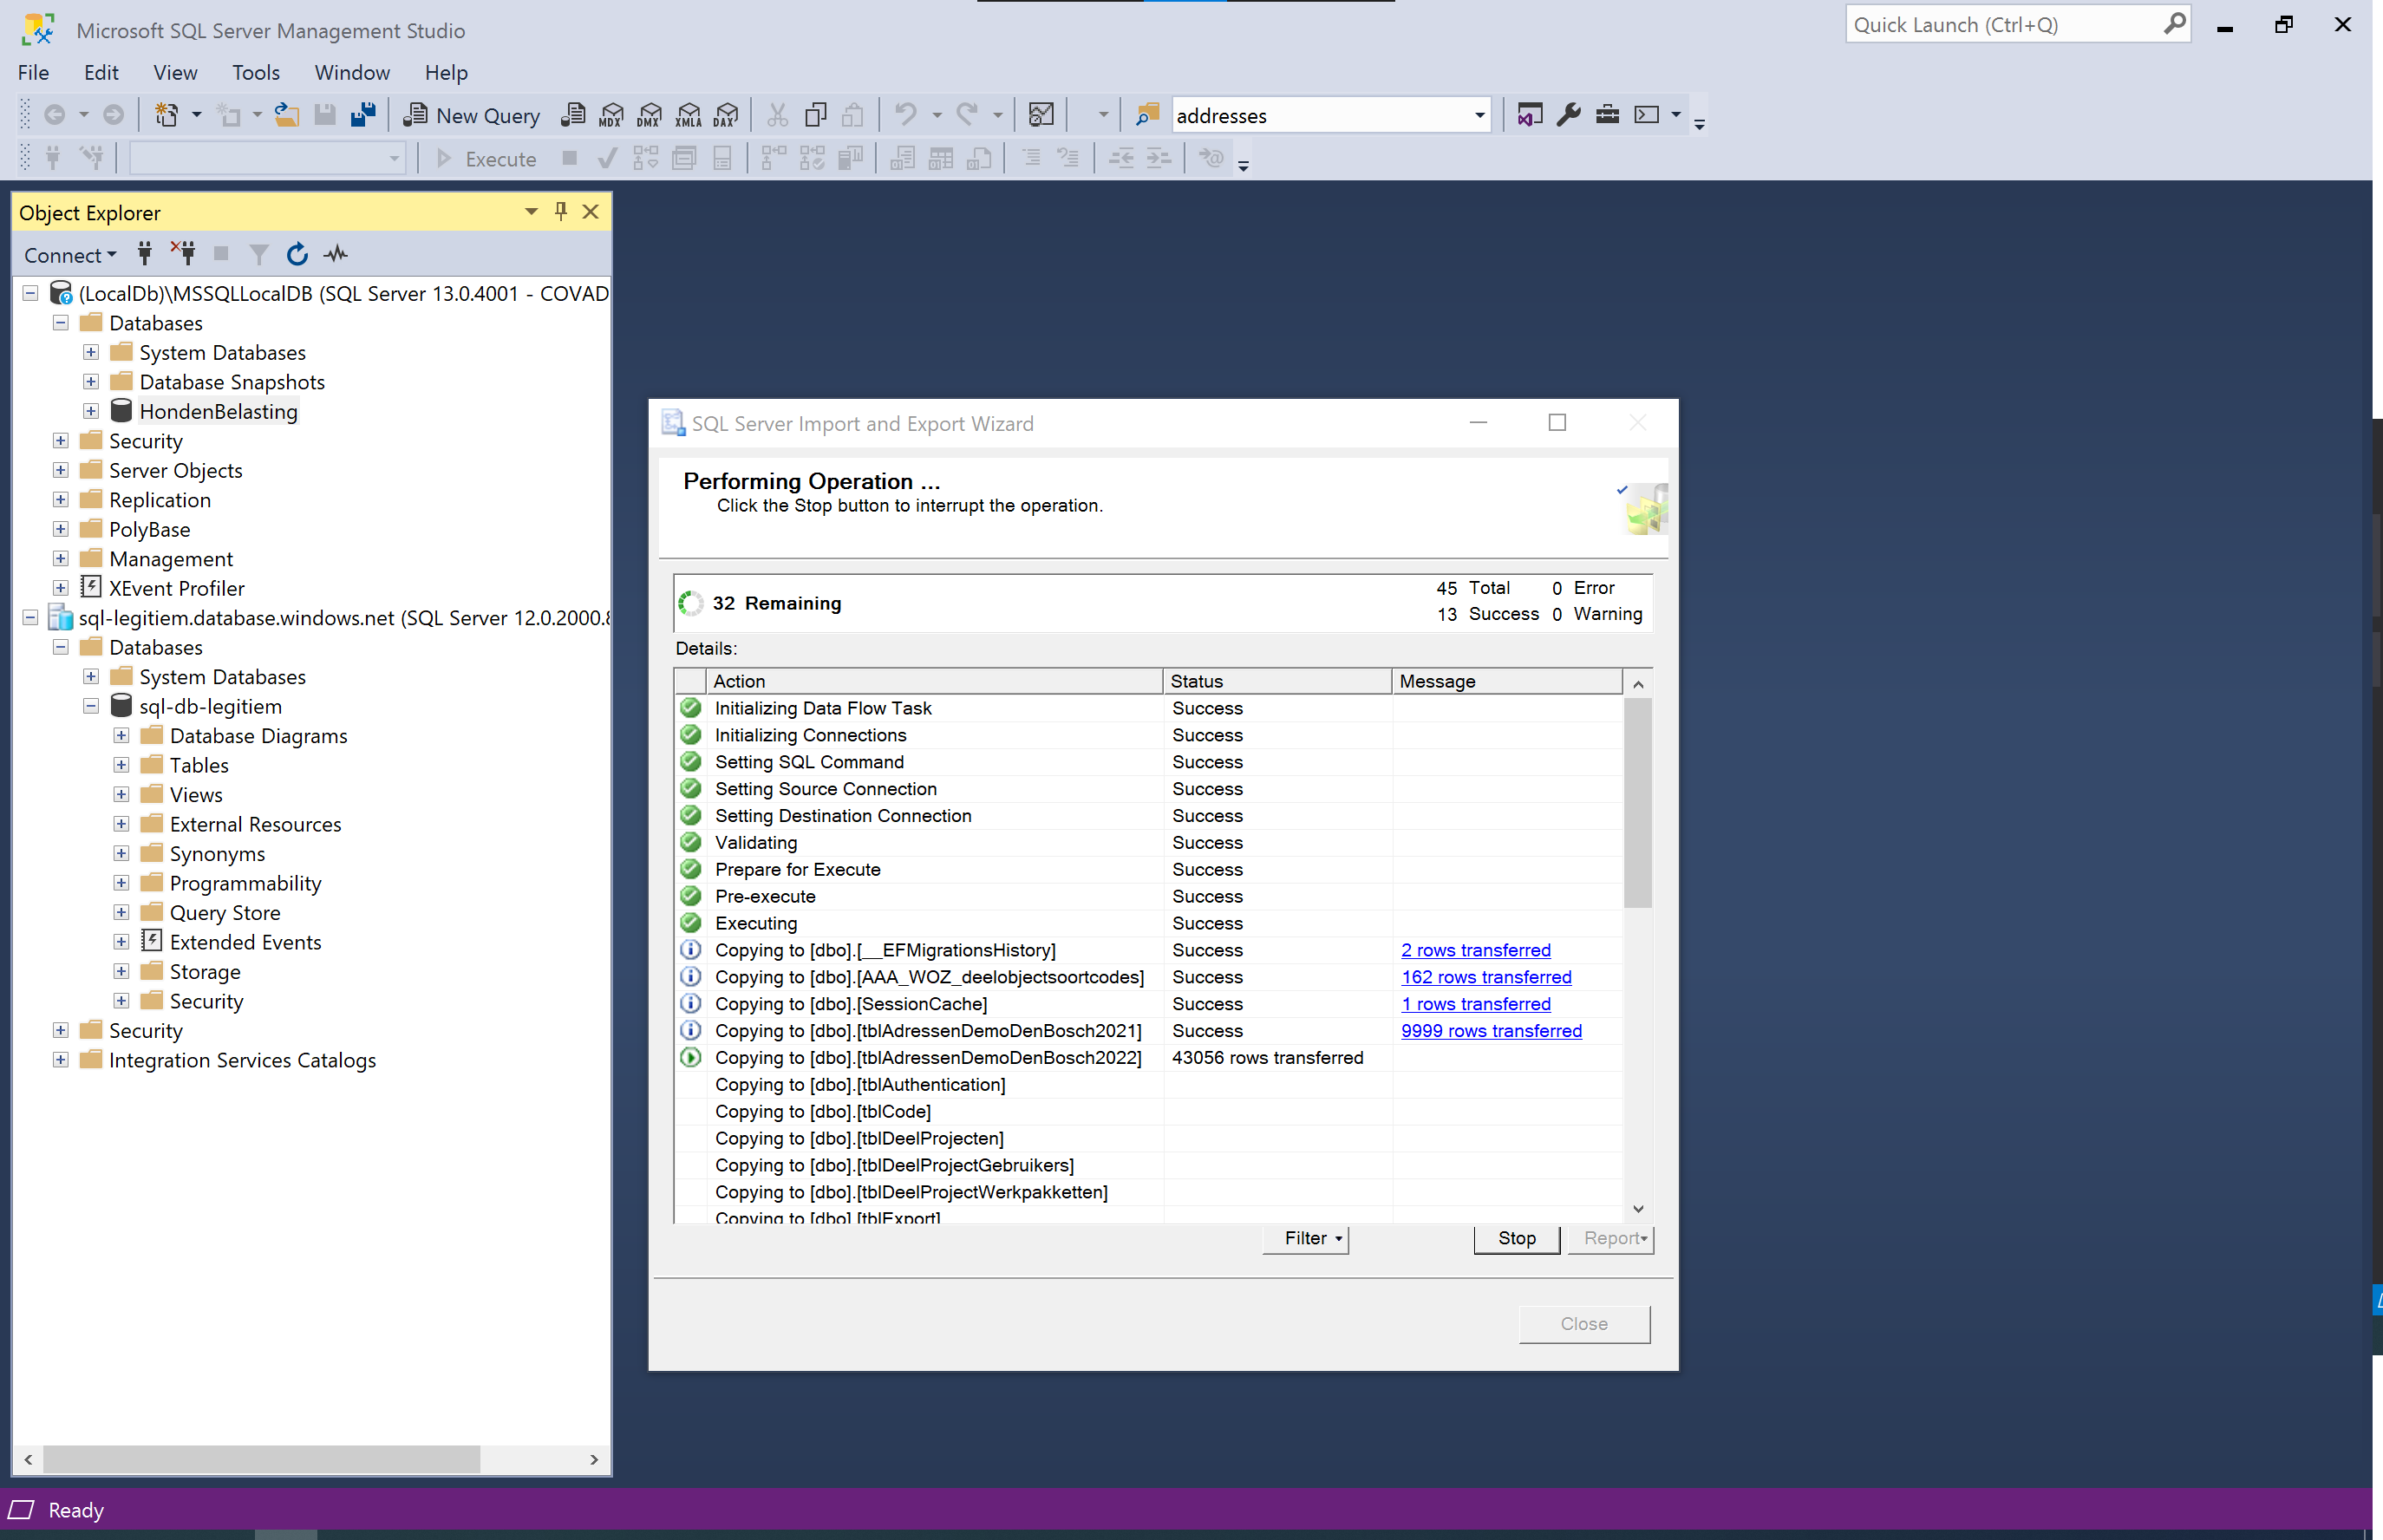 Microsoft SQL Server Management Studio
Quick Launch (Ctrl+Q)
File Edit View Tools Window Help
New Query MDX DMX XMLA DAX addresses
Execute
Object Explorer
Connect
(LocalDb)\MSSQLLocalDB (SQL Server 13.0.4001 - COVAD
Databases
System Databases
Database Snapshots
HondenBelasting
Security
Server Objects
Replication
PolyBase
Management
XEvent Profiler
sql-legitiem.database.windows.net (SQL Server 12.0.2000.8
Databases
System Databases
sql-db-legitiem
Database Diagrams
Tables
Views
External Resources
Synonyms
Programmability
Query Store
Extended Events
Storage
Security
Security
Integration Services Catalogs
SQL Server Import and Export Wizard
Performing Operation ...
Click the Stop button to interrupt the operation.
32 Remaining
45 Total 0 Error
13 Success 0 Warning
Details:
Action Status Message
Initializing Data Flow Task Success
Initializing Connections Success
Setting SQL Command Success
Setting Source Connection Success
Setting Destination Connection Success
Validating Success
Prepare for Execute Success
Pre-execute Success
Executing Success
Copying to [dbo].[__EFMigrationsHistory] Success 2 rows transferred
Copying to [dbo].[AAA_WOZ_deelobjectsoortcodes] Success 162 rows transferred
Copying to [dbo].[SessionCache] Success 1 rows transferred
Copying to [dbo].[tblAdressenDemoDenBosch2021] Success 9999 rows transferred
Copying to [dbo].[tblAdressenDemoDenBosch2022] 43056 rows transferred
Copying to [dbo].[tblAuthentication]
Copying to [dbo].[tblCode]
Copying to [dbo].[tblDeelProjecten]
Copying to [dbo].[tblDeelProjectGebruikers]
Copying to [dbo].[tblDeelProjectWerkpakketten]
Copying to [dbo].[tblExport]
Filter Stop Report
Close
Ready